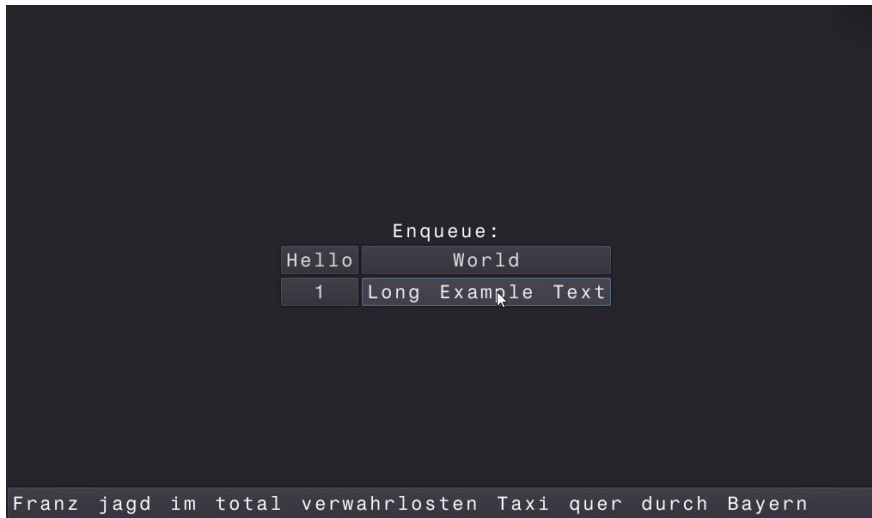 Enqueue:
Hello World
1 Long Example Text
Franz jagd im total verwahrlosten Taxi quer durch Bayern